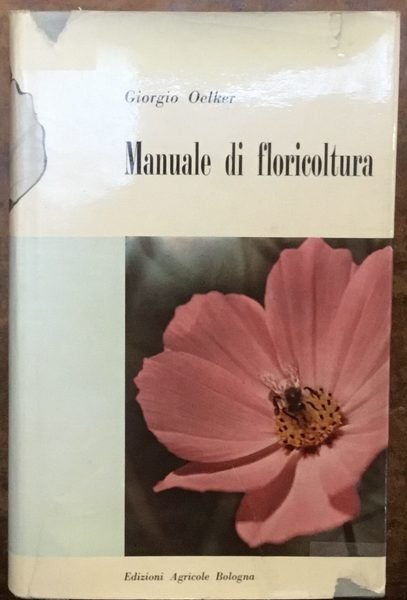 Giorgio Oelker
Manuale di floricoltura
Edizioni Agricole Bologna